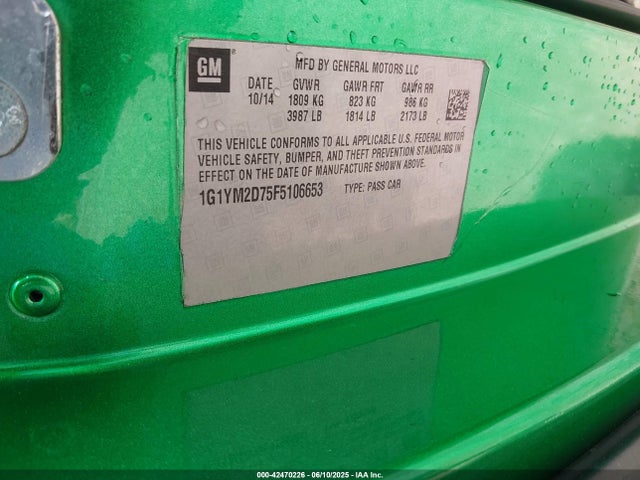 GM
MFD BY GENERAL MOTORS LLC
DATE GVWR GAWR FRT GAWR RR
10/14 1809 KG 823 KG 986 KG
3987 LB 1814 LB 2173 LB
THIS VEHICLE CONFORMS TO ALL APPLICABLE U.S. FEDERAL MOTOR
VEHICLE SAFETY, BUMPER, AND THEFT PREVENTION STANDARDS IN
EFFECT ON THE DATE OF MANUFACTURE SHOWN ABOVE.
1G1YM2D75F5106653 TYPE: PASS CAR
000-42470226 - 06/10/2025 - IAA Inc.